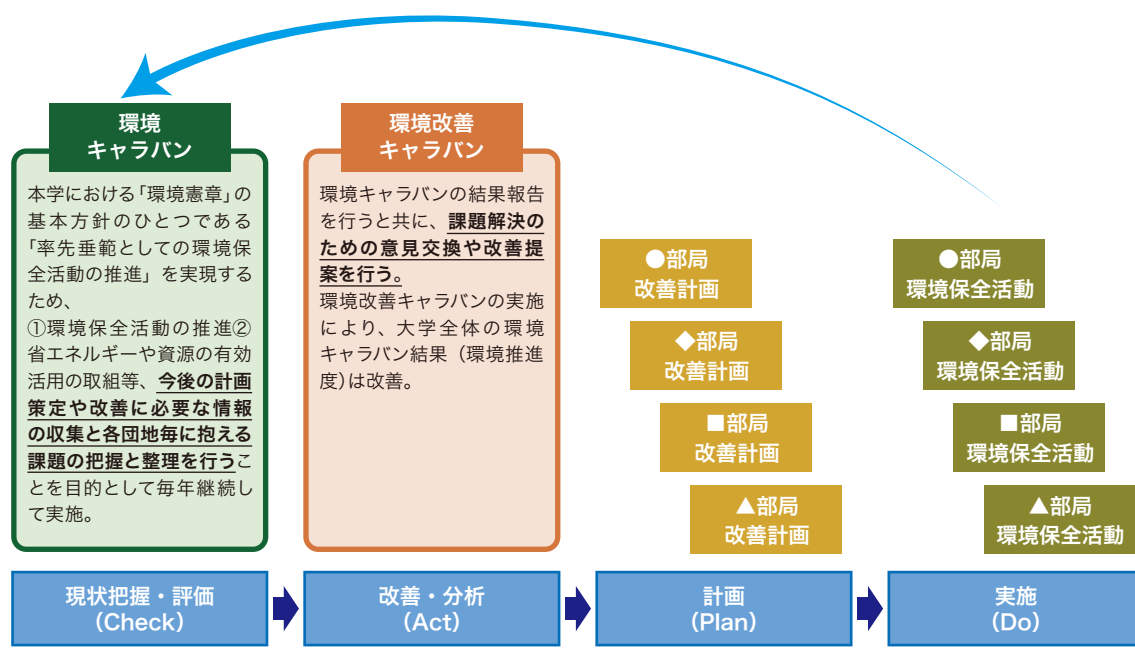 環境
キャラバン
本学における「環境憲章」の
基本方針のひとつである
「率先垂範としての環境保
全活動の推進」を実現する
ため、
①環境保全活動の推進②
省エネルギーや資源の有効
活用の取組等、今後の計画
策定や改善に必要な情報
の収集と各団地毎に抱える
課題の把握と整理を行うこ
とを目的として毎年継続し
て実施。
環境改善
キャラバン
環境キャラバンの結果報告
を行うと共に、課題解決の
ための意見交換や改善提
案を行う。
環境改善キャラバンの実施
により、大学全体の環境
キャラバン結果（環境推進
度）は改善。
●部局
改善計画
◆部局
改善計画
■部局
改善計画
▲部局
改善計画
●部局
環境保全活動
◆部局
環境保全活動
■部局
環境保全活動
▲部局
環境保全活動
現状把握・評価
（Check）
改善・分析
（Act）
計画
（Plan）
実施
（Do）